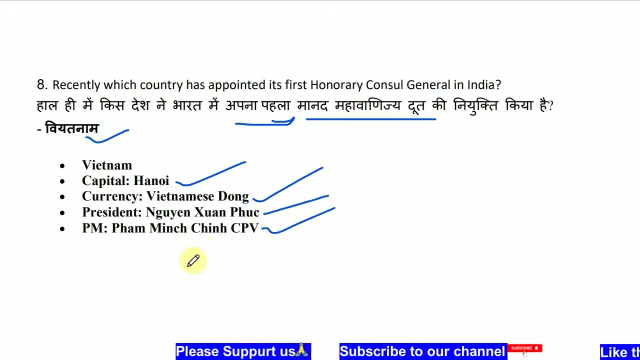 8. Recently which country has appointed its first Honorary Consul General in India?
हाल ही में किस देश ने भारत में अपना पहला मानद महावाणिज्य दूत की नियुक्ति किया है?
- वियतनाम
• Vietnam
• Capital: Hanoi
• Currency: Vietnamese Dong
• President: Nguyen Xuan Phuc
• PM: Pham Minch Chinh CPV
Please Suppurt us🙏 Subscribe to our channel SUBSCRIBE Like th